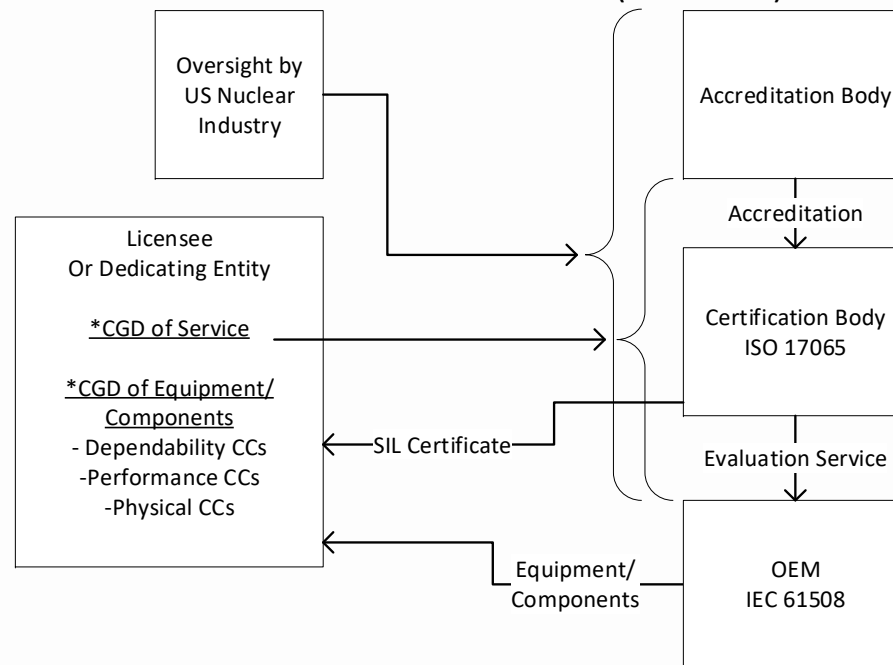 Oversight by
US Nuclear
Industry
Accreditation Body
Accreditation
Licensee
Or Dedicating Entity
*CGD of Service
*CGD of Equipment/
Components
- Dependability CCs
-Performance CCs
-Physical CCs
Certification Body
ISO 17065
SIL Certificate
Evaluation Service
Equipment/
Components
OEM
IEC 61508